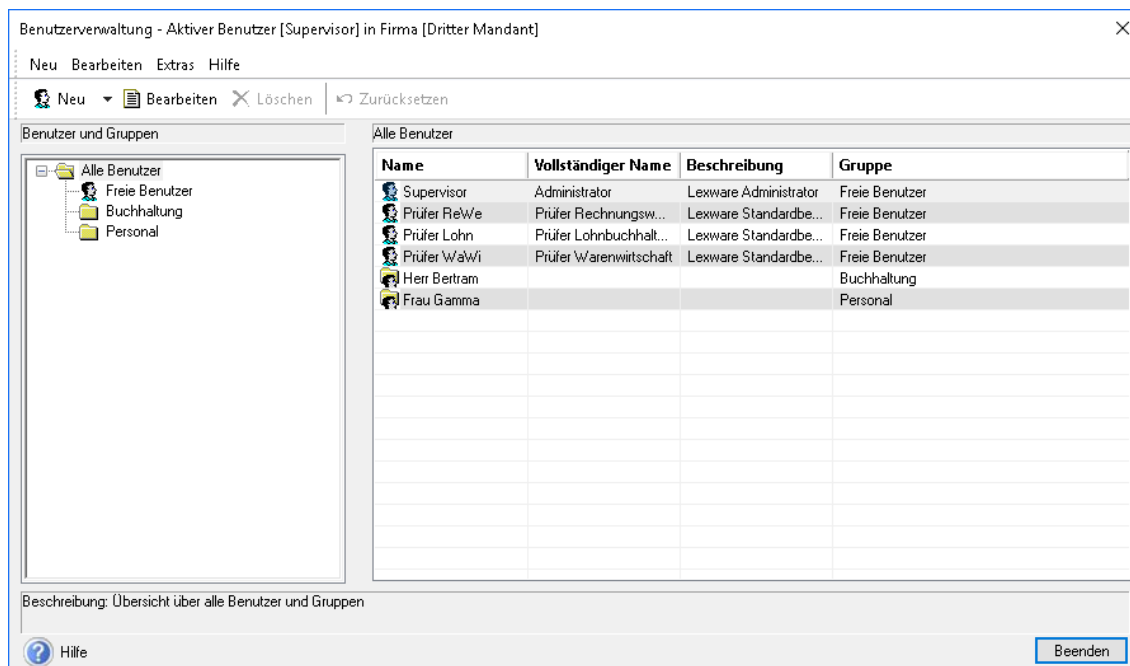 Benutzerverwaltung - Aktiver Benutzer [Supervisor] in Firma [Dritter Mandant]
Neu Bearbeiten Extras Hilfe
Neu Bearbeiten Löschen Zurücksetzen
Benutzer und Gruppen
Alle Benutzer
Freie Benutzer
Buchhaltung
Personal
Alle Benutzer
Name Vollständiger Name Beschreibung Gruppe
Supervisor Administrator Lexware Administrator Freie Benutzer
Prüfer ReWe Prüfer Rechnungsw... Lexware Standardbe... Freie Benutzer
Prüfer Lohn Prüfer Lohnbuchhalt... Lexware Standardbe... Freie Benutzer
Prüfer WaWi Prüfer Warenwirtschaft Lexware Standardbe... Freie Benutzer
Herr Bertram Buchhaltung
Frau Gamma Personal
Beschreibung: Übersicht über alle Benutzer und Gruppen
Hilfe
Beenden